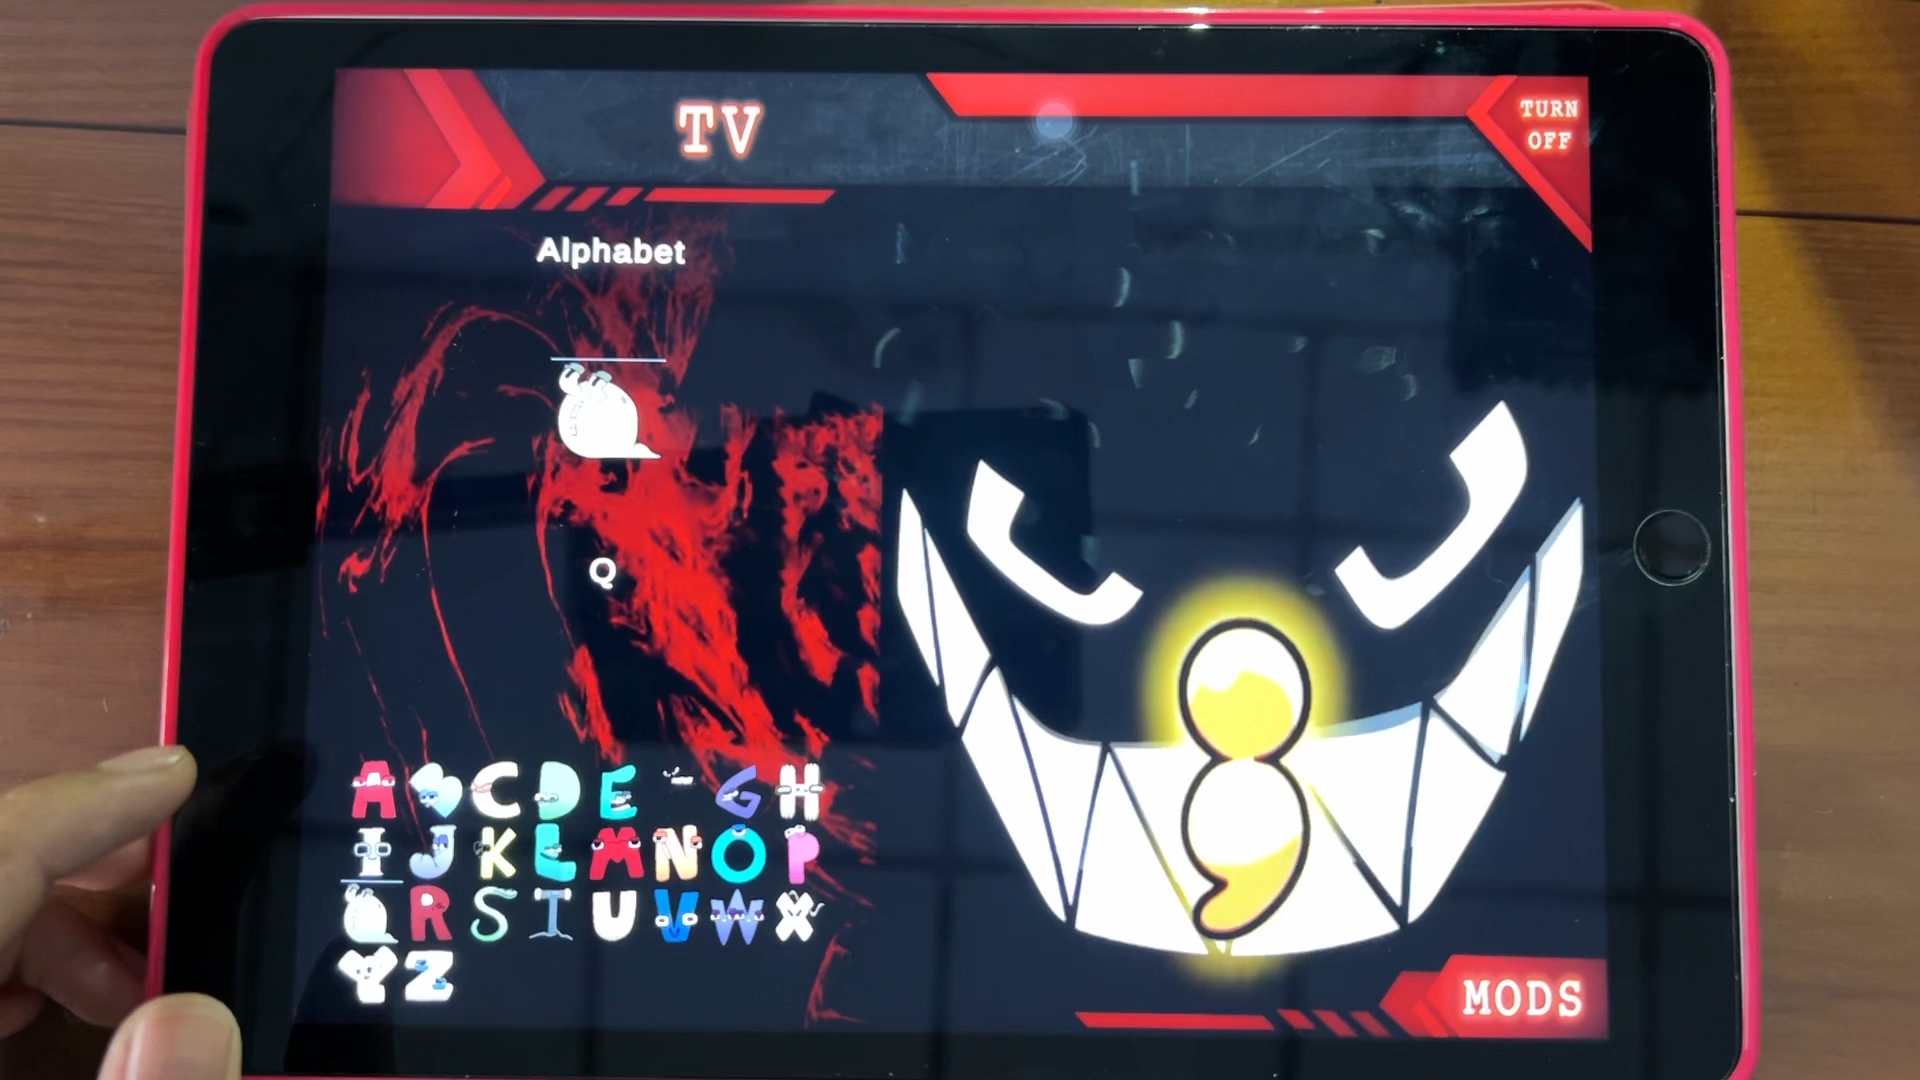 TV
TURN
OFF
Alphabet
Q
A B C D E G H
I J K L M N O P
R S T U V W X
Y Z
MODS